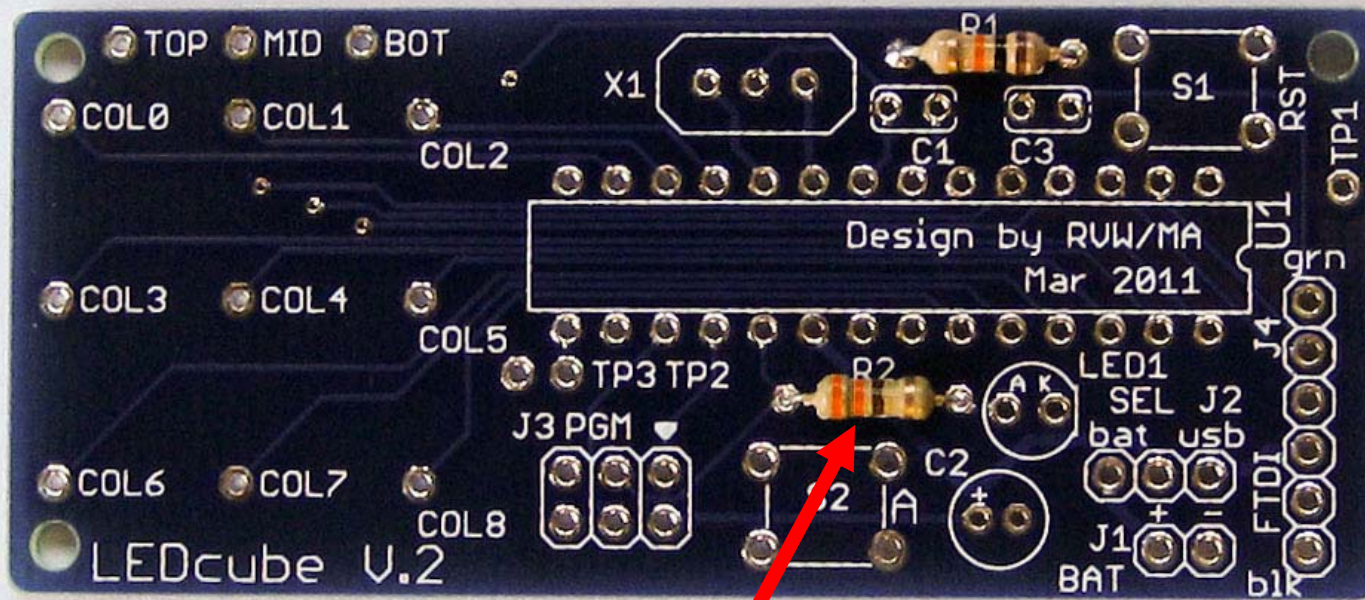 TOP MID BOT
R1
X1
S1
RST
TP1
COL0 COL1
COL2
C1 C3
Design by RVW/MA
Mar 2011
U1
grn
COL3 COL4
COL5
J4
TP3 TP2
R2
LED1
A K
SEL J2
bat usb
J3 PGM
COL6 COL7
COL8
S2
A
C2
+
FTDI
+ -
J1
BAT
blk
LEDcube V.2